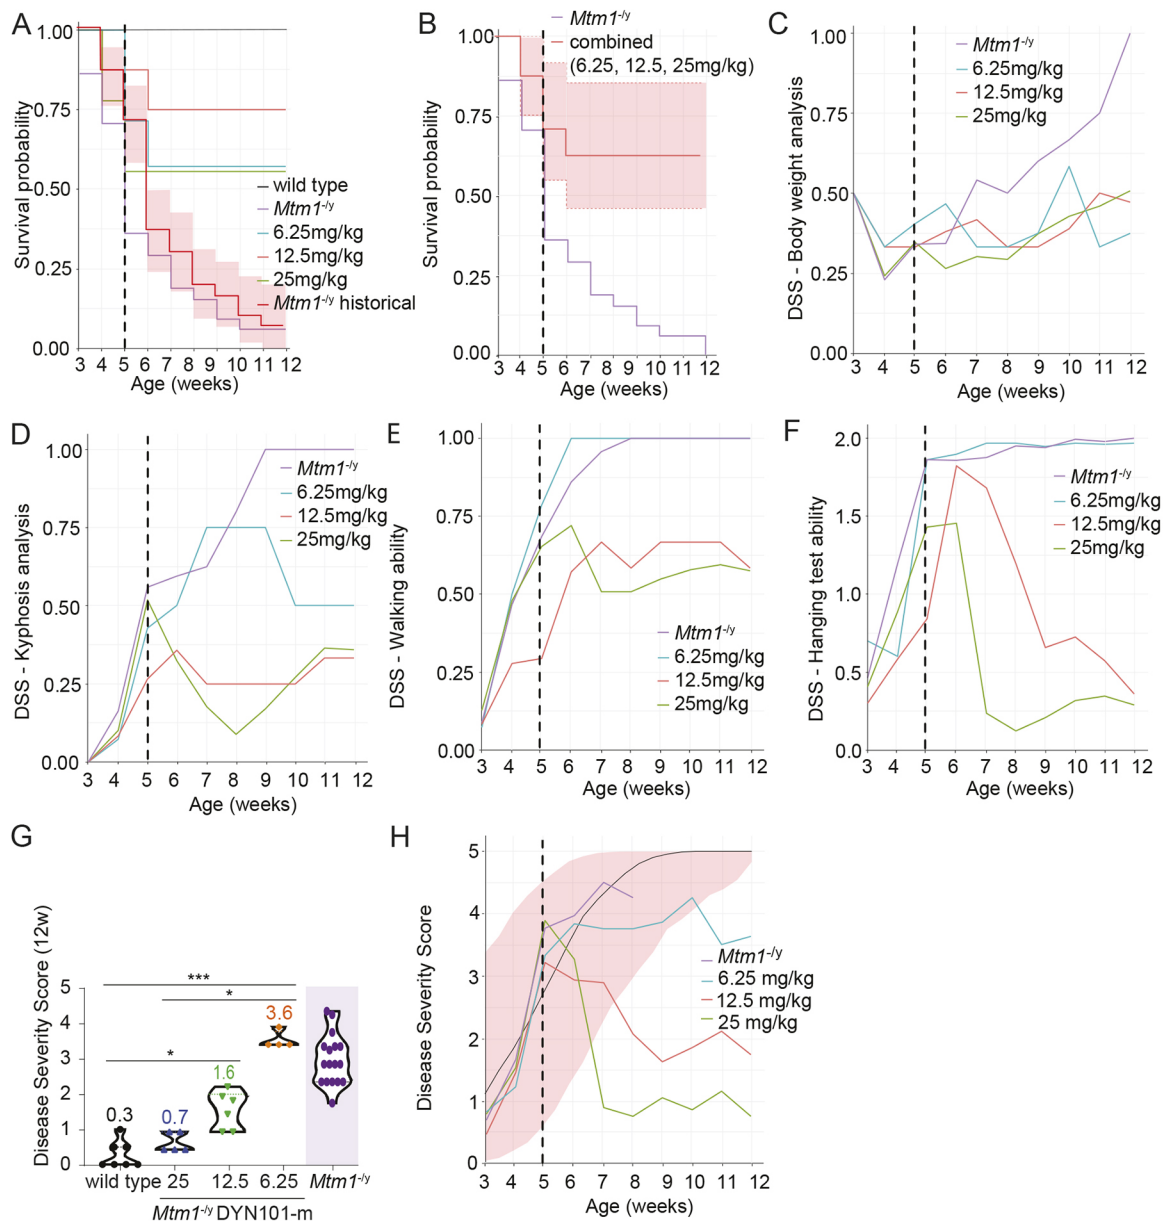 A
Survival probability
1.00
0.75
0.50
0.25
0.00
wild type
Mtm1-/y
6.25mg/kg
12.5mg/kg
25mg/kg
Mtm1-/y historical
3 4 5 6 7 8 9 10 11 12
Age (weeks)
B
Mtm1-/y
combined
(6.25, 12.5, 25mg/kg)
Survival probability
1.00
0.75
0.50
0.25
0.00
3 4 5 6 7 8 9 10 11 12
Age (weeks)
C
DSS - Body weight analysis
1.00
0.75
0.50
0.25
0.00
Mtm1-/y
6.25mg/kg
12.5mg/kg
25mg/kg
3 4 5 6 7 8 9 10 11 12
Age (weeks)
D
DSS - Kyphosis analysis
1.00
0.75
0.50
0.25
0.00
Mtm1-/y
6.25mg/kg
12.5mg/kg
25mg/kg
3 4 5 6 7 8 9 10 11 12
Age (weeks)
E
DSS - Walking ability
1.00
0.75
0.50
0.25
0.00
Mtm1-/y
6.25mg/kg
12.5mg/kg
25mg/kg
3 4 5 6 7 8 9 10 11 12
Age (weeks)
F
DSS - Hanging test ability
2.0
1.5
1.0
0.5
0.0
Mtm1-/y
6.25mg/kg
12.5mg/kg
25mg/kg
3 4 5 6 7 8 9 10 11 12
Age (weeks)
G
Disease Severity Score (12w)
5
4
3
2
1
0
***
*
*
0.3
0.7
1.6
3.6
wild type 25 12.5 6.25 Mtm1-/y
Mtm1-/y DYN101-m
H
Disease Severity Score
5
4
3
2
1
0
Mtm1-/y
6.25 mg/kg
12.5 mg/kg
25 mg/kg
3 4 5 6 7 8 9 10 11 12
Age (weeks)